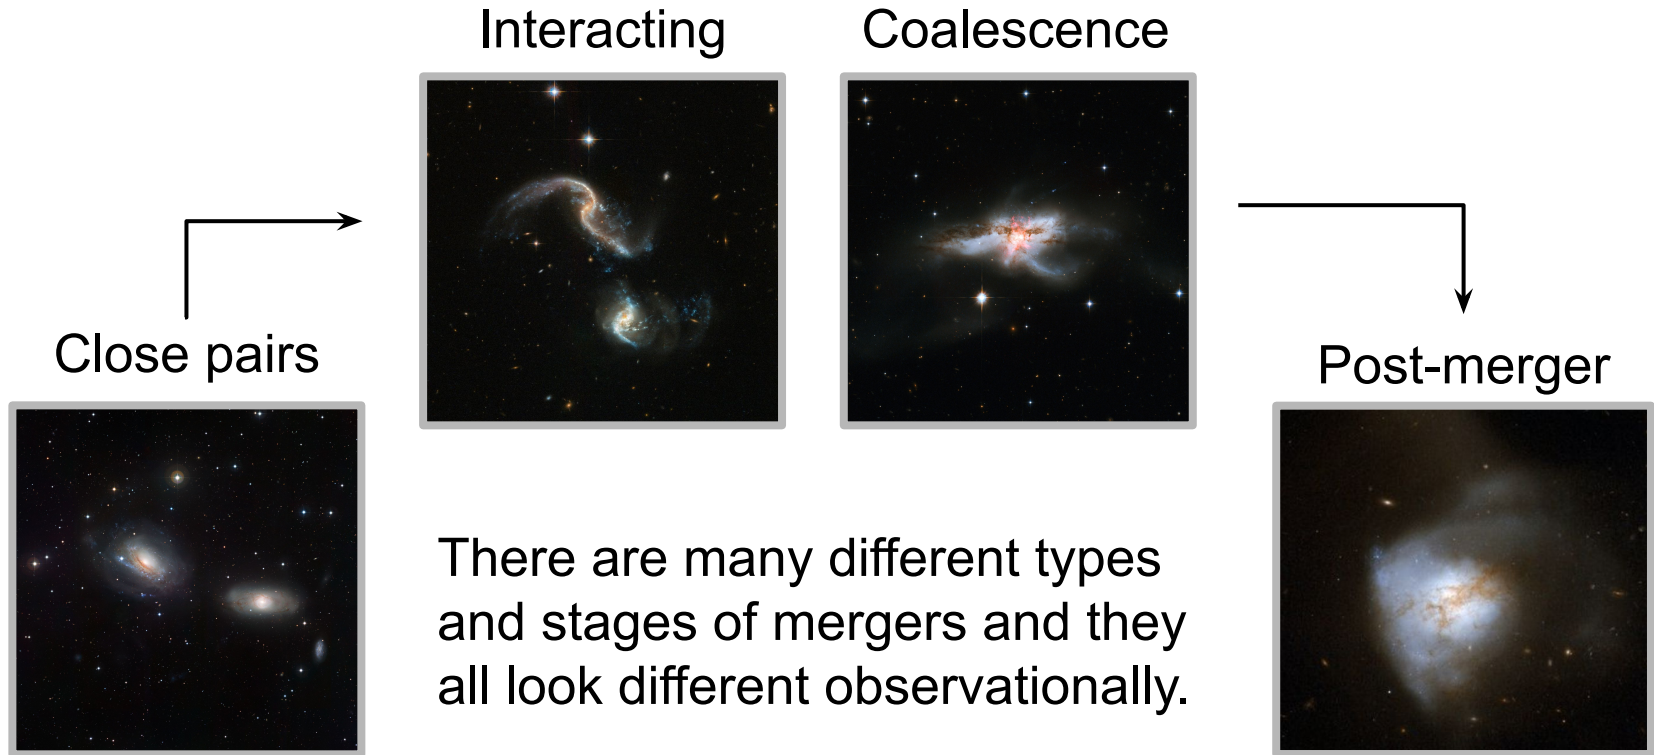 Interacting
Coalescence
Close pairs
Post-merger
There are many different types
and stages of mergers and they
all look different observationally.